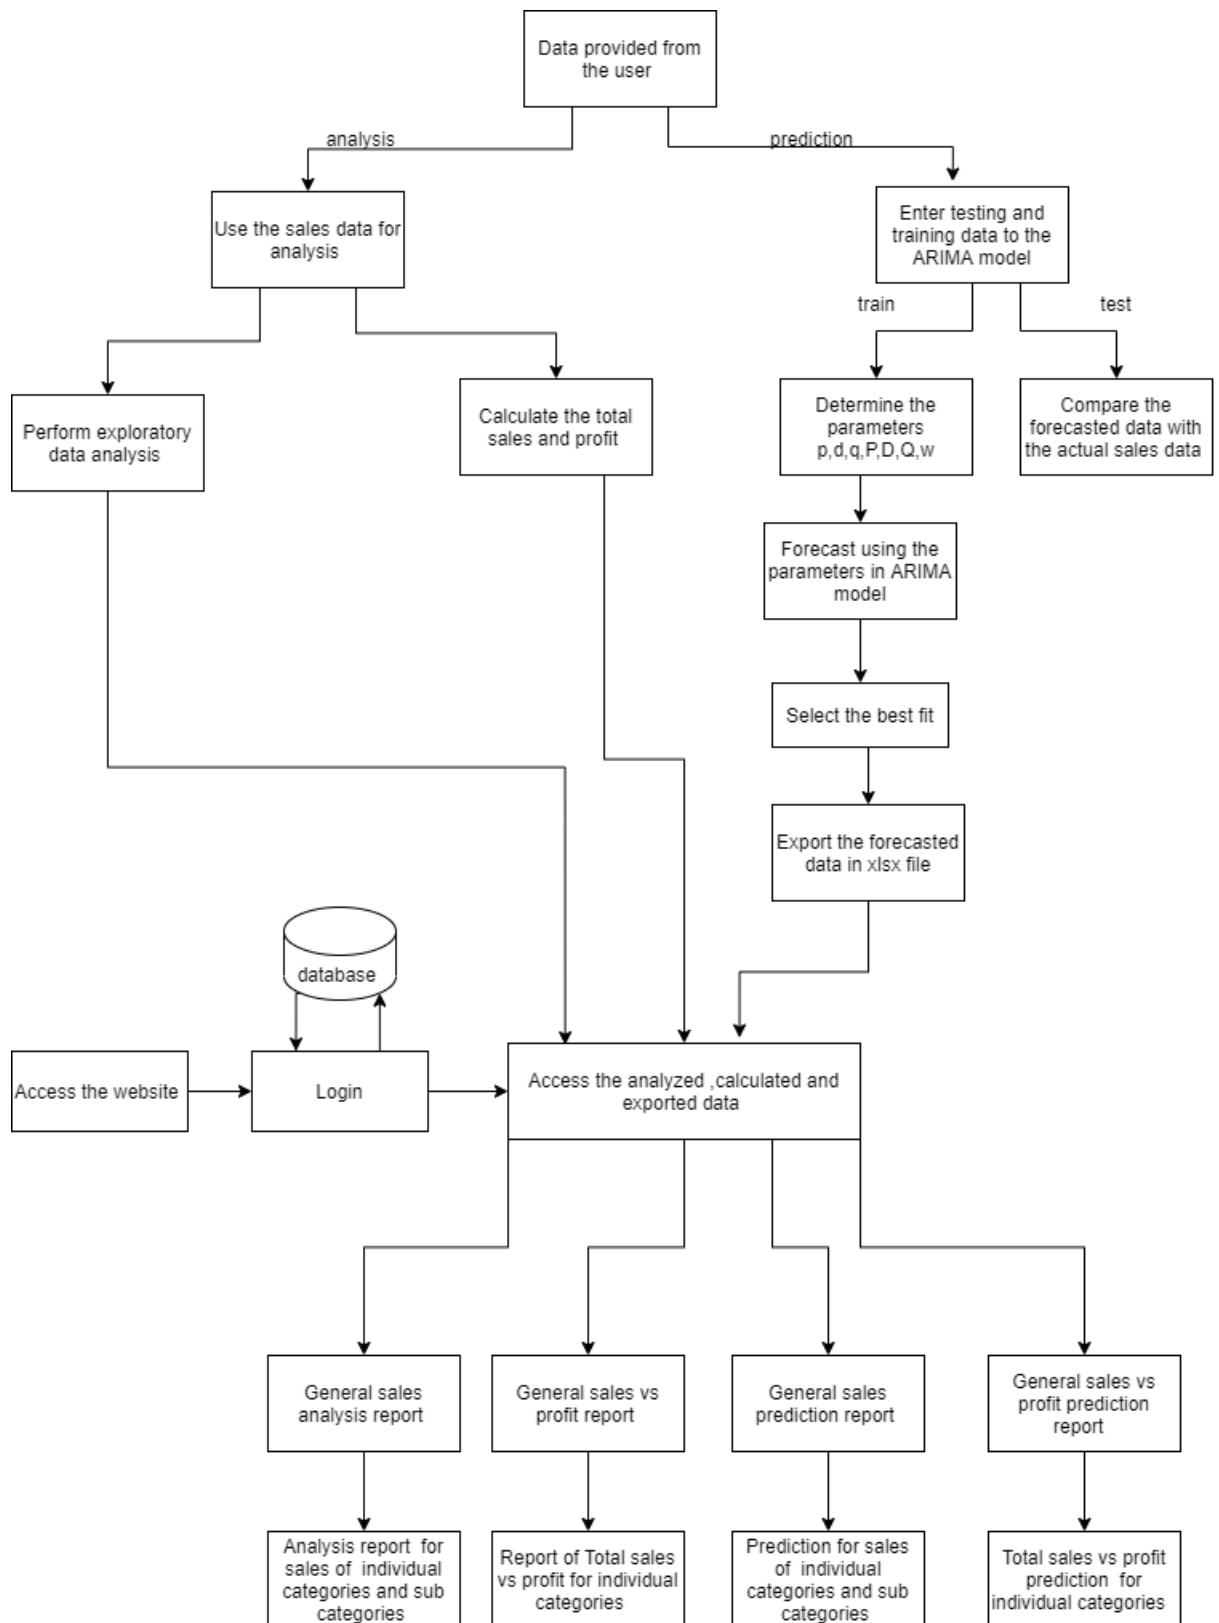 Data provided from
the user
analysis
prediction
Use the sales data for
analysis
Enter testing and
training data to the
ARIMA model
train
test
Perform exploratory
data analysis
Calculate the total
sales and profit
Determine the
parameters
p,d,q,P,D,Q,w
Compare the
forecasted data with
the actual sales data
Forecast using the
parameters in ARIMA
model
Select the best fit
Export the forecasted
data in xlsx file
database
Access the website
Login
Access the analyzed ,calculated and
exported data
General sales
analysis report
General sales vs
profit report
General sales
prediction report
General sales vs
profit prediction
report
Analysis report for
sales of individual
categories and sub
categories
Report of Total sales
vs profit for individual
categories
Prediction for sales
of individual
categories and sub
categories
Total sales vs profit
prediction for
individual categories